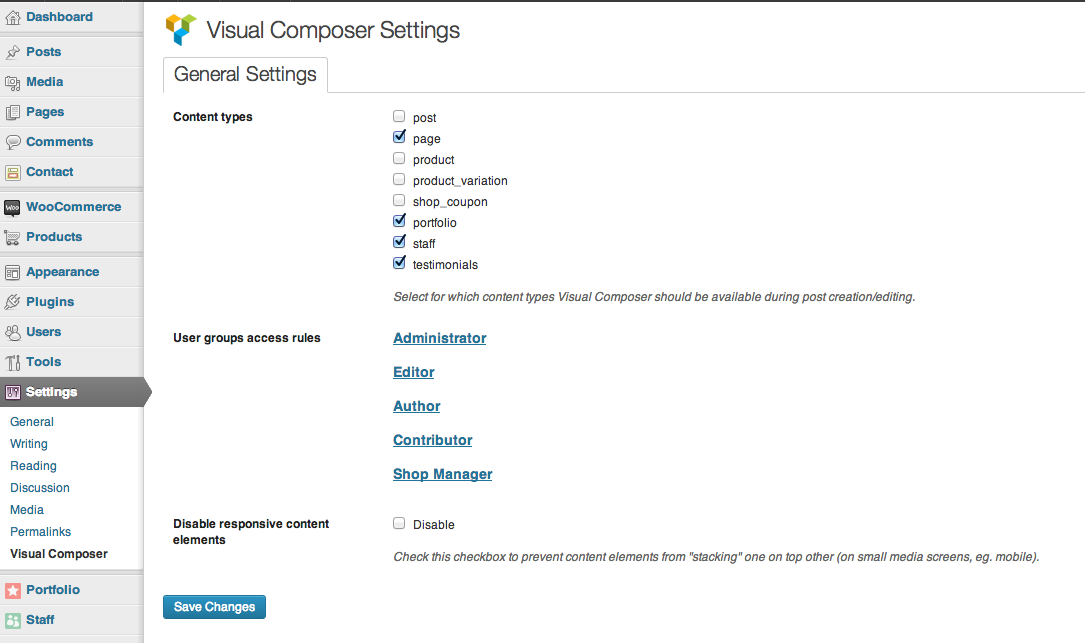 Dashboard
Posts
Media
Pages
Comments
Contact
Woo
WooCommerce
Products
Appearance
Plugins
Users
Tools
Settings
General
Writing
Reading
Discussion
Media
Permalinks
Visual Composer
Portfolio
Staff
Visual Composer Settings
General Settings
Content types
post
page
product
product_variation
shop_coupon
portfolio
staff
testimonials
Select for which content types Visual Composer should be available during post creation/editing.
User groups access rules
Administrator
Editor
Author
Contributor
Shop Manager
Disable responsive content
elements
Disable
Check this checkbox to prevent content elements from "stacking" one on top other (on small media screens, eg. mobile).
Save Changes